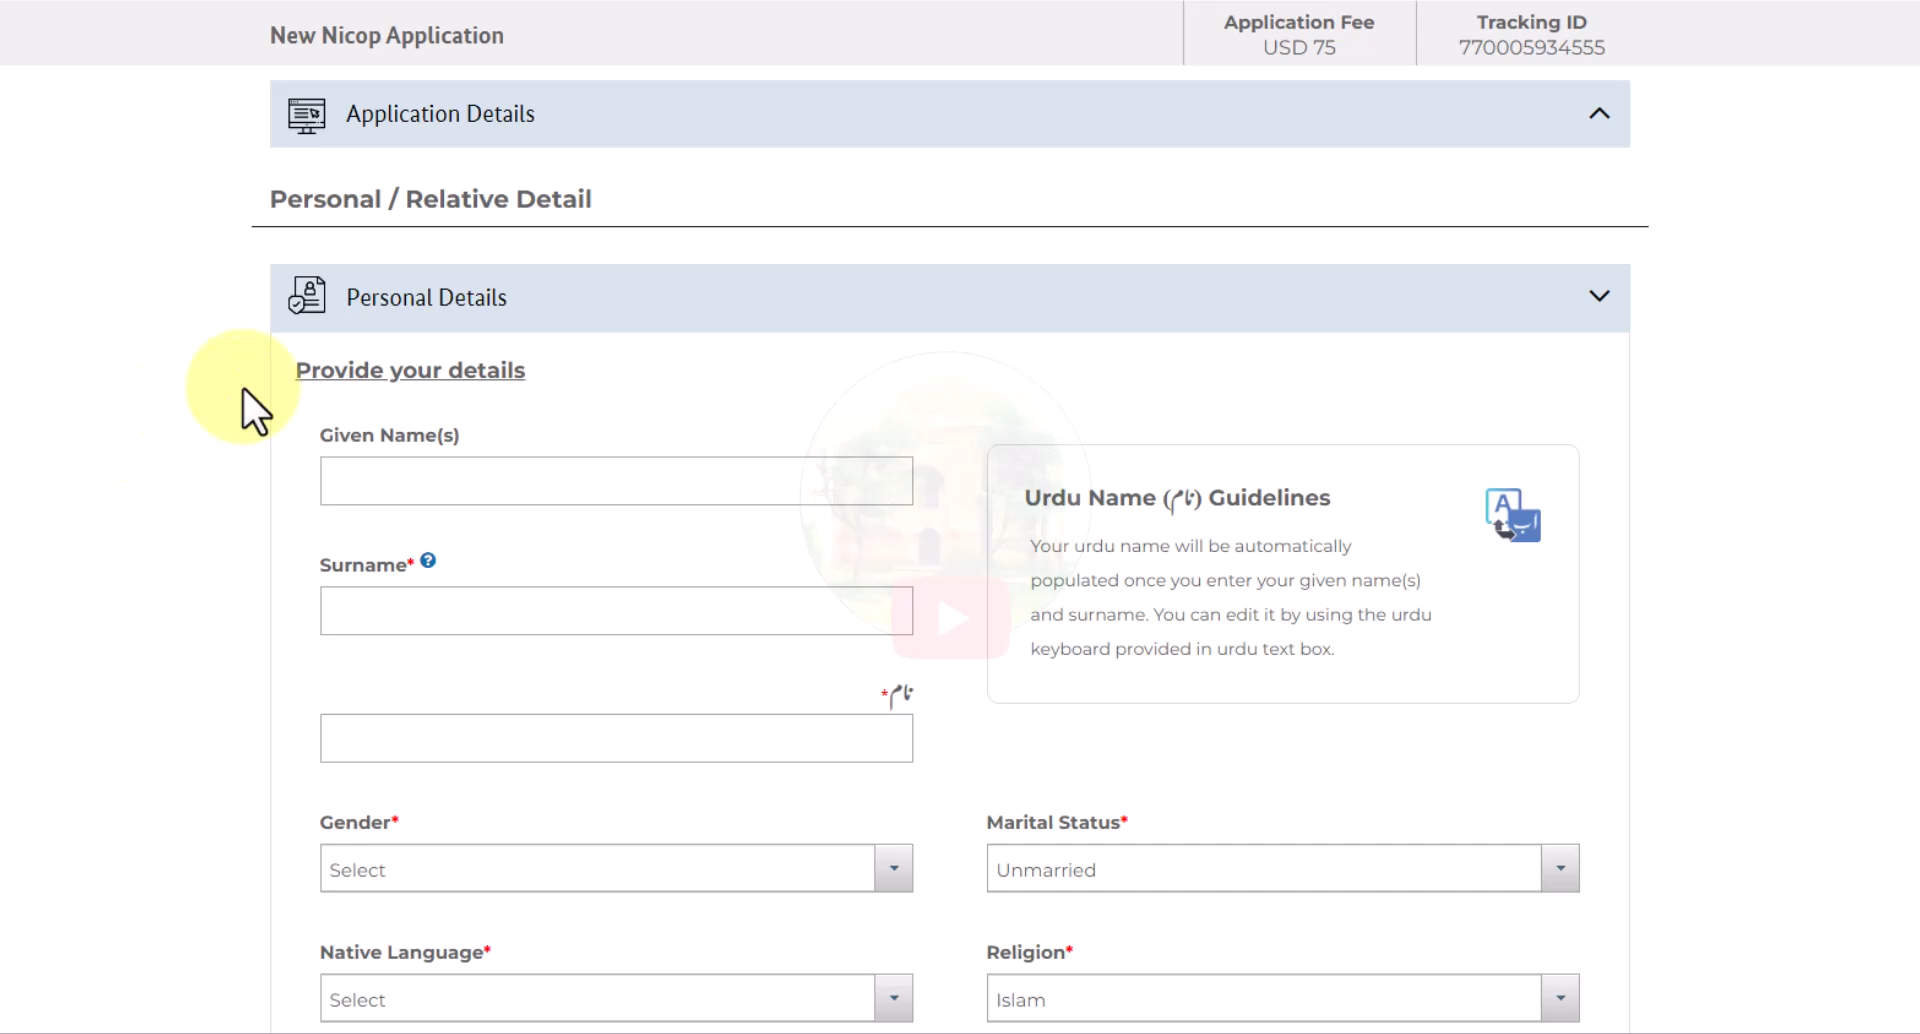 New Nicop Application
Application Fee
USD 75
Tracking ID
770005934555
Application Details
Personal / Relative Detail
Personal Details
Provide your details
Given Name(s)
Urdu Name (نام) Guidelines
Your urdu name will be automatically
populated once you enter your given name(s)
and surname. You can edit it by using the urdu
keyboard provided in urdu text box.
Surname*
نام*
Gender*
Select
Marital Status*
Unmarried
Native Language*
Select
Religion*
Islam